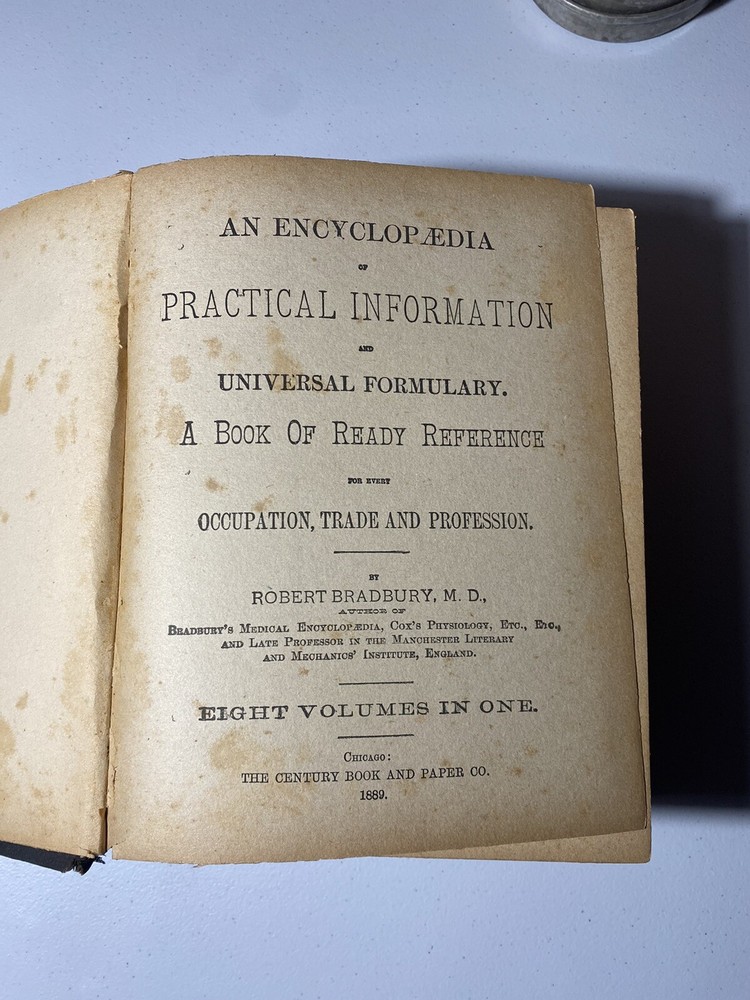 AN ENCYCLOPÆDIA
OF
PRACTICAL INFORMATION
AND
UNIVERSAL FORMULARY.
A BOOK OF READY REFERENCE
FOR EVERY
OCCUPATION, TRADE AND PROFESSION.
BY
ROBERT BRADBURY, M. D.,
AUTHOR OF
BRADBURY'S MEDICAL ENCYCLOPÆDIA, COX'S PHYSIOLOGY, ETC., ETC.,
AND LATE PROFESSOR IN THE MANCHESTER LITERARY
AND MECHANICS' INSTITUTE, ENGLAND.
EIGHT VOLUMES IN ONE.
CHICAGO:
THE CENTURY BOOK AND PAPER CO.
1889.